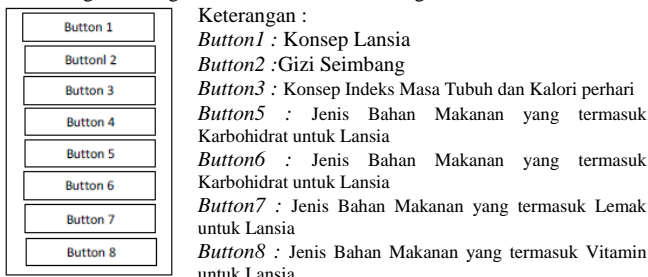 Button 1
Buttonl 2
Button 3
Button 4
Button 5
Button 6
Button 7
Button 8
Keterangan :
Button1 : Konsep Lansia
Button2 :Gizi Seimbang
Button3 : Konsep Indeks Masa Tubuh dan Kalori perhari
Button5 : Jenis Bahan Makanan yang termasuk
Karbohidrat untuk Lansia
Button6 : Jenis Bahan Makanan yang termasuk
Karbohidrat untuk Lansia
Button7 : Jenis Bahan Makanan yang termasuk Lemak
untuk Lansia
Button8 : Jenis Bahan Makanan yang termasuk Vitamin
untuk Lansia